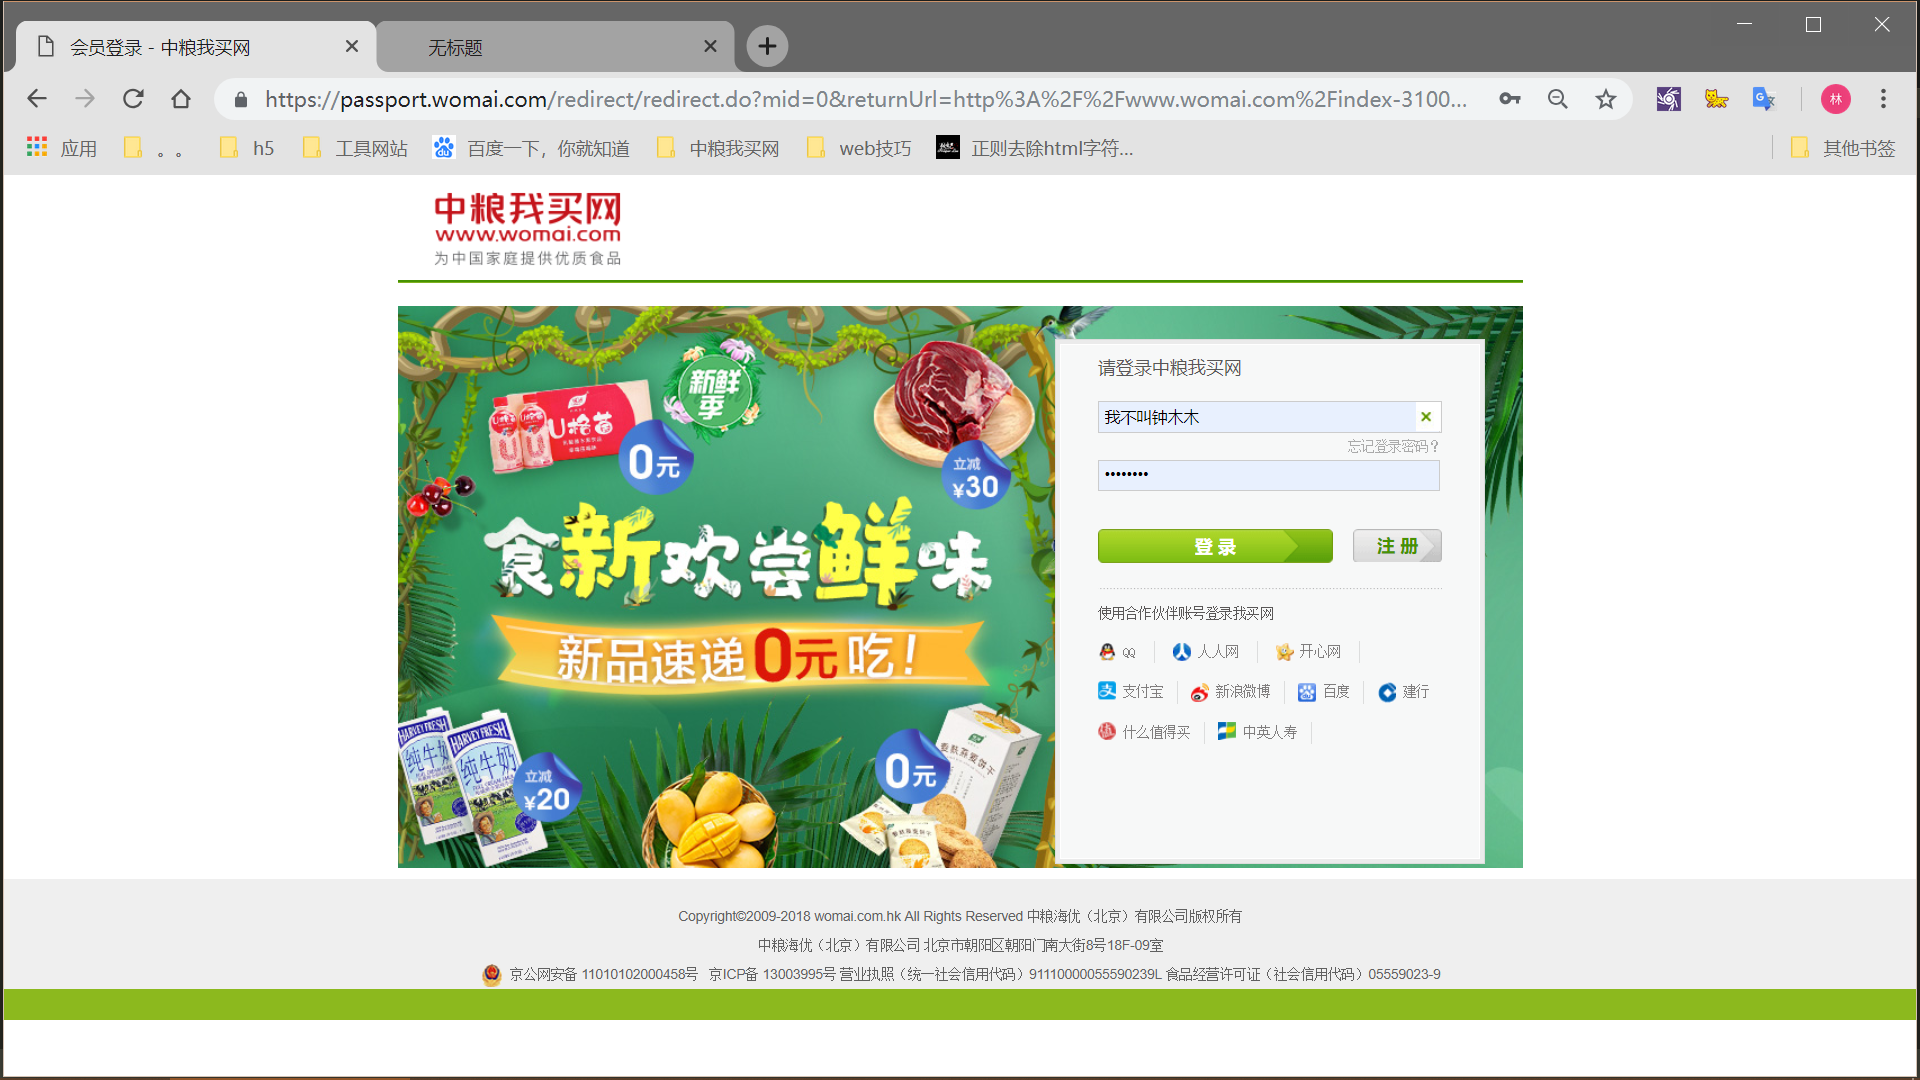 会员登录 - 中粮我买网
无标题
https://passport.womai.com/redirect/redirect.do?mid=0&returnUrl=http%3A%2F%2Fwww.womai.com%2Findex-3100...
林
应用
。。
h5
工具网站
百度一下，你就知道
中粮我买网
web技巧
正则去除html字符...
其他书签
中粮我买网
www.womai.com
为中国家庭提供优质食品
新鲜季
U格苗
0元
立减
¥30
食新欢尝鲜味
新品速递0元吃！
HARVEY FRESH
纯牛奶
HARVEY FRESH
纯牛奶
立减
¥20
0元
请登录中粮我买网
我不叫钟木木
忘记登录密码？
••••••••
登录
注册
使用合作伙伴账号登录我买网
QQ
人人网
开心网
支付宝
新浪微博
百度
建行
什么值得买
中英人寿
Copyright©2009-2018 womai.com.hk All Rights Reserved 中粮海优（北京）有限公司版权所有
中粮海优（北京）有限公司 北京市朝阳区朝阳门南大街8号18F-09室
京公网安备 11010102000458号 京ICP备 13003995号 营业执照（统一社会信用代码）91110000055590239L 食品经营许可证（社会信用代码）05559023-9